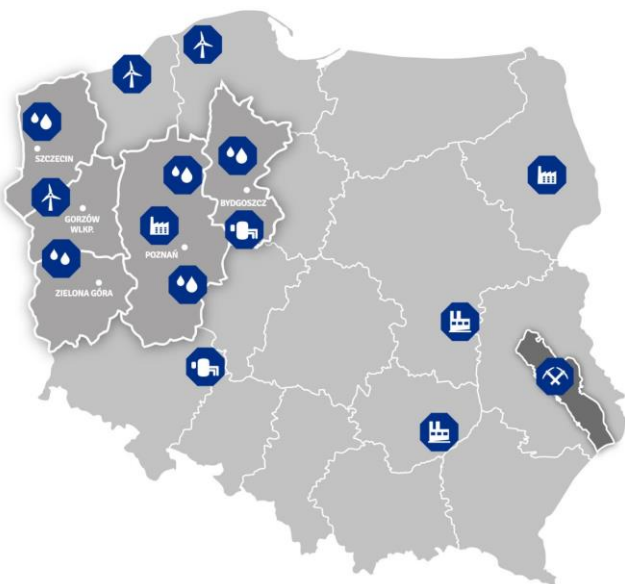 SZCZECIN
GORZÓW
WLKP.
BYDGOSZCZ
POZNAŃ
ZIELONA GÓRA